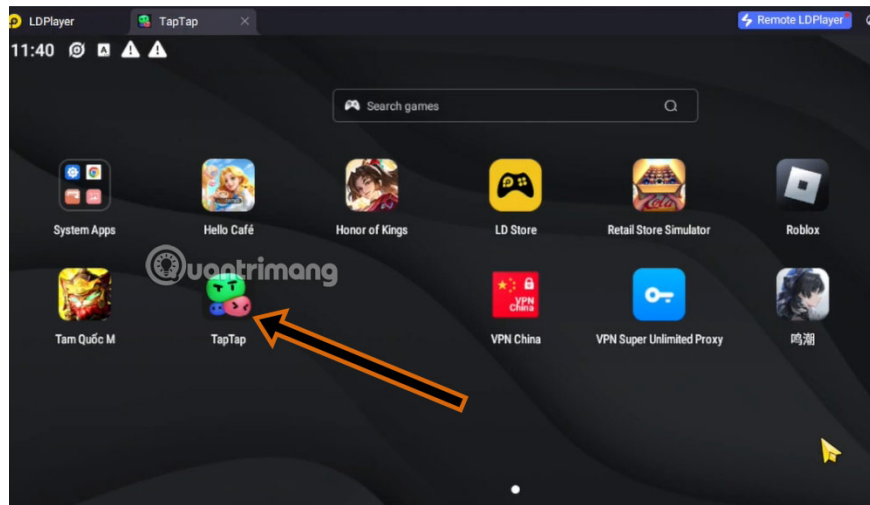 LDPlayer TapTap Remote LDPlayer
11:40
Search games
System Apps Hello Café Honor of Kings LD Store Retail Store Simulator Roblox
Quantrimang
VPN
China
Tam Quốc M TapTap VPN China VPN Super Unlimited Proxy 鸣潮